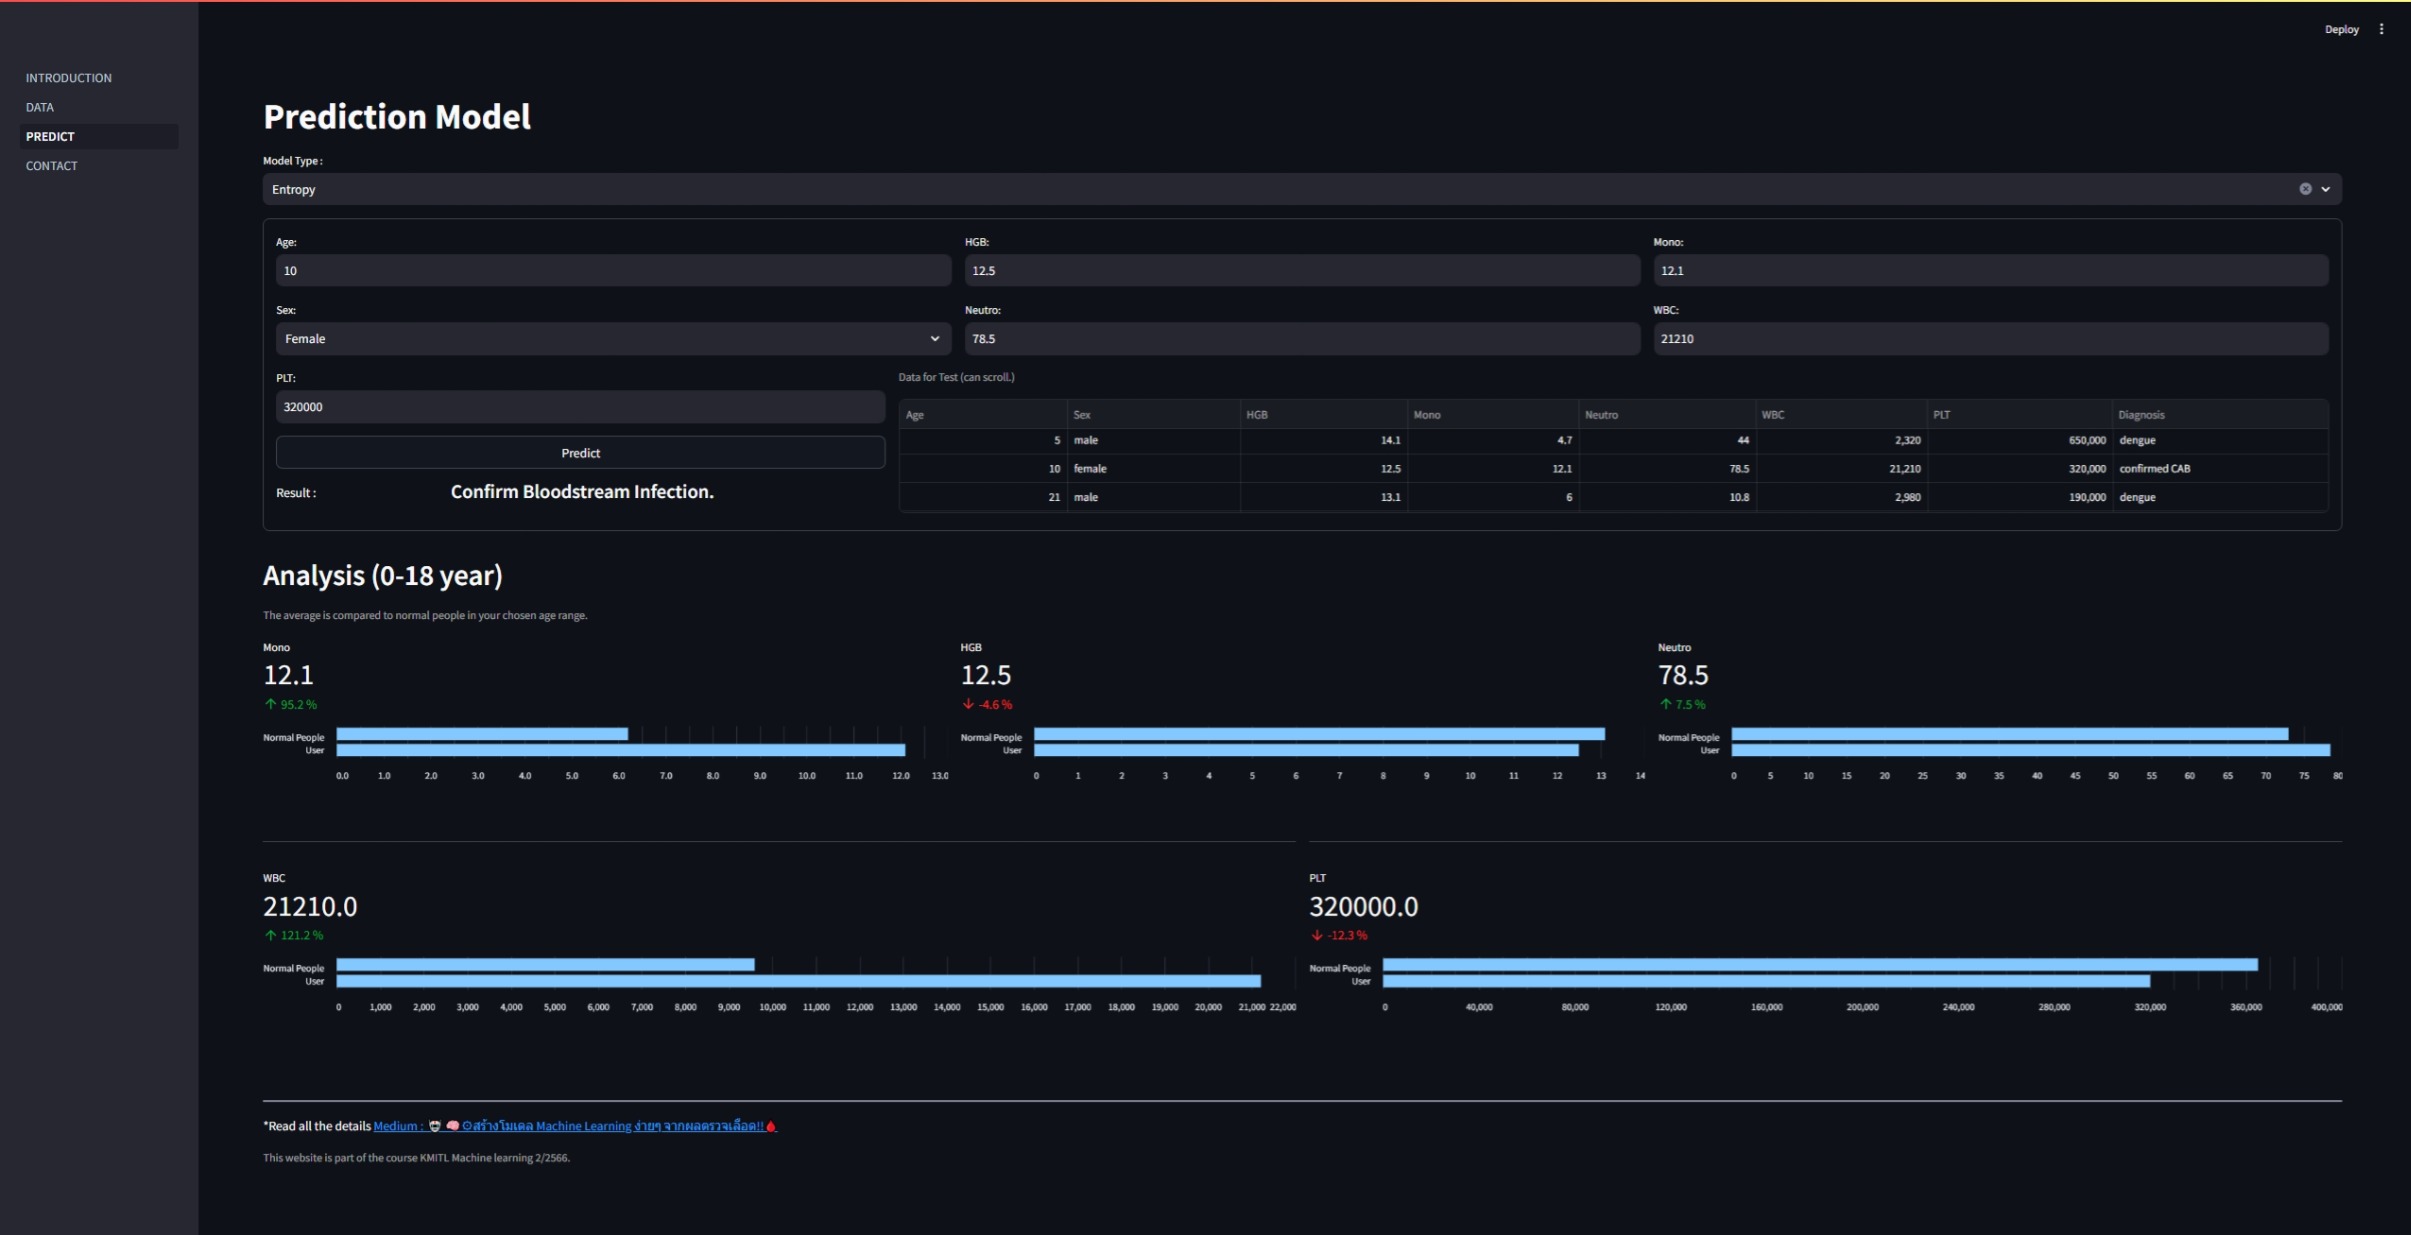 Deploy
INTRODUCTION
DATA
PREDICT
CONTACT
Prediction Model
Model Type :
Entropy
Age:
10
HGB:
12.5
Mono:
12.1
Sex:
Female
Neutro:
78.5
WBC:
21210
PLT:
320000
Predict
Result :
Confirm Bloodstream Infection.
Data for Test (can scroll.)
Age Sex HGB Mono Neutro WBC PLT Diagnosis
5 male 14.1 4.7 44 2,320 650,000 dengue
10 female 12.5 12.1 78.5 21,210 320,000 confirmed CAB
21 male 13.1 6 10.8 2,980 190,000 dengue
Analysis (0-18 year)
The average is compared to normal people in your chosen age range.
Mono
12.1
↑ 95.2 %
Normal People
User
0.0 1.0 2.0 3.0 4.0 5.0 6.0 7.0 8.0 9.0 10.0 11.0 12.0 13.0
HGB
12.5
↓ -4.6 %
Normal People
User
0 1 2 3 4 5 6 7 8 9 10 11 12 13 14
Neutro
78.5
↑ 7.5 %
Normal People
User
0 5 10 15 20 25 30 35 40 45 50 55 60 65 70 75 80
WBC
21210.0
↑ 121.2 %
Normal People
User
0 1,000 2,000 3,000 4,000 5,000 6,000 7,000 8,000 9,000 10,000 11,000 12,000 13,000 14,000 15,000 16,000 17,000 18,000 19,000 20,000 21,000 22,000
PLT
320000.0
↓ -12.3 %
Normal People
User
0 40,000 80,000 120,000 160,000 200,000 240,000 280,000 320,000 360,000 400,000
*Read all the details Medium : สร้างโมเดล Machine Learning ง่ายๆ จากผลตรวจเลือด!!
This website is part of the course KMITL Machine learning 2/2566.